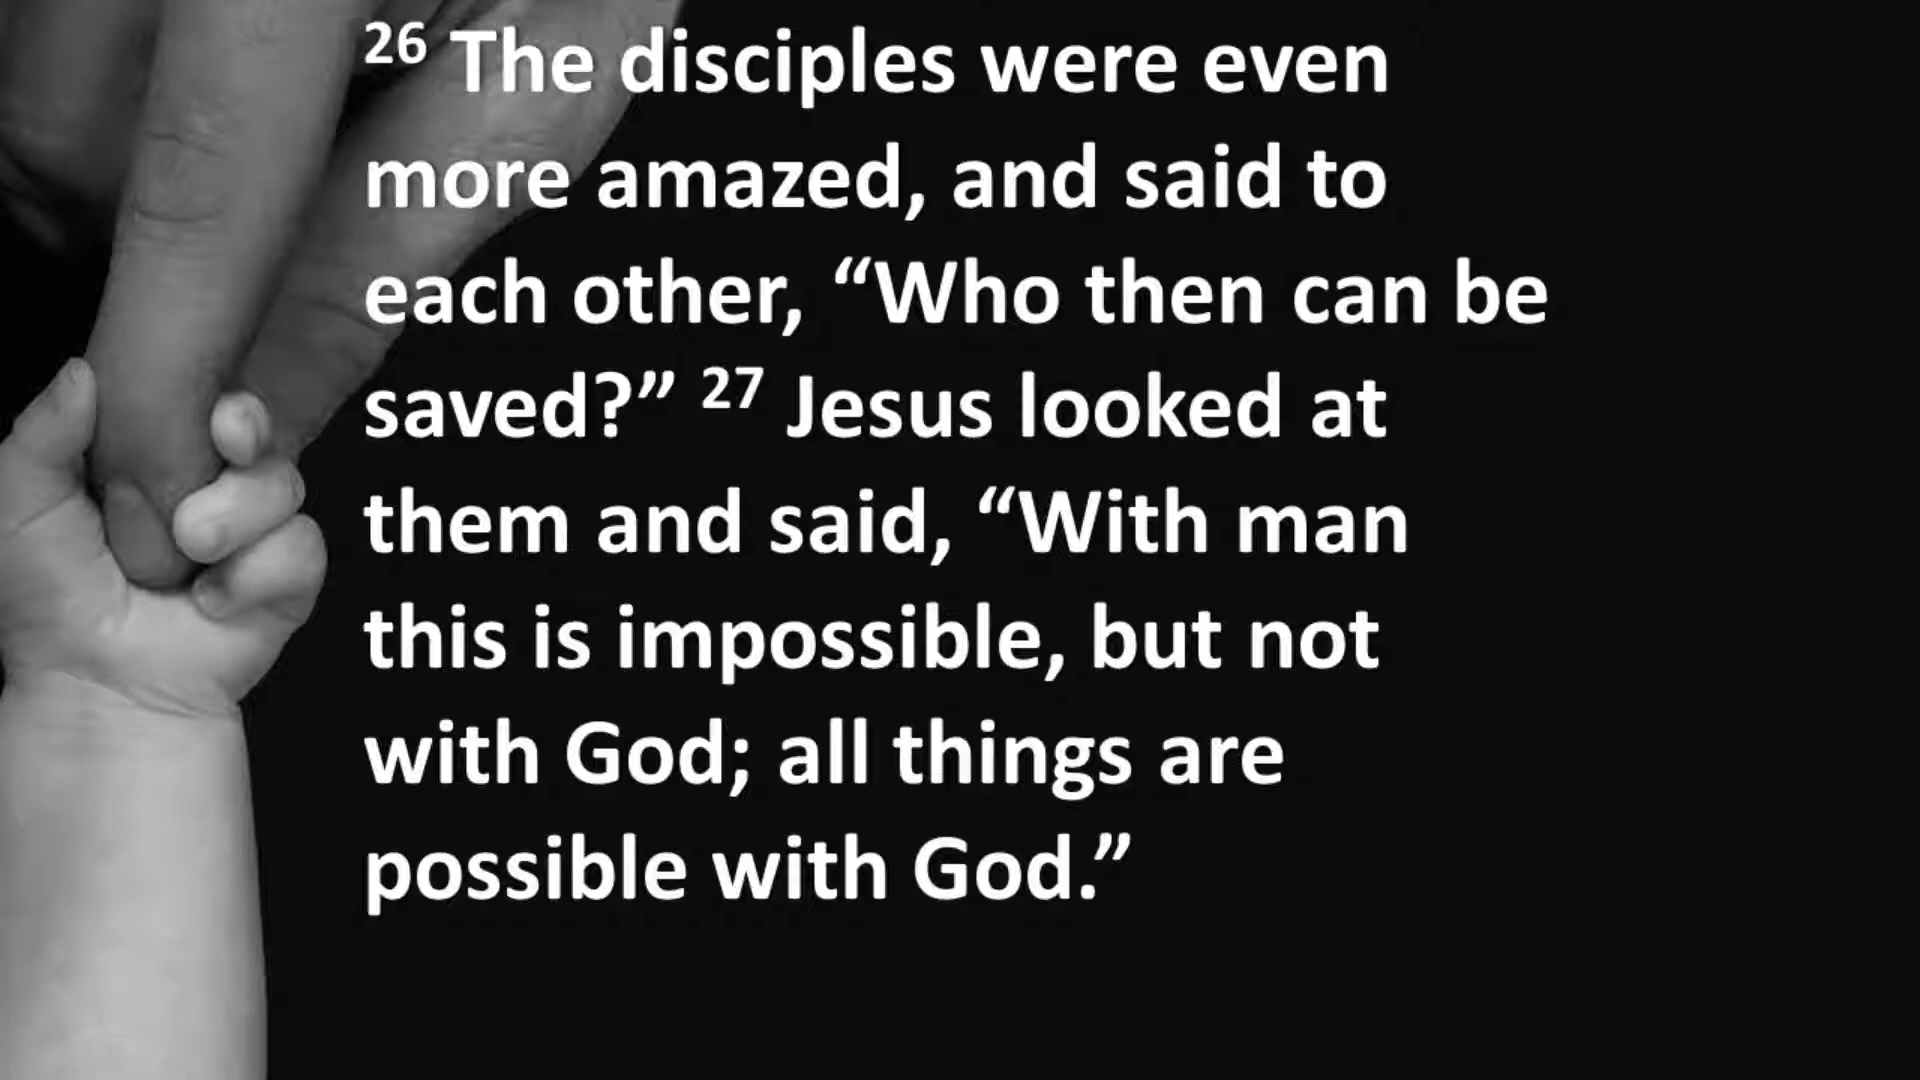 26 The disciples were even
more amazed, and said to
each other, “Who then can be
saved?” 27 Jesus looked at
them and said, “With man
this is impossible, but not
with God; all things are
possible with God.”